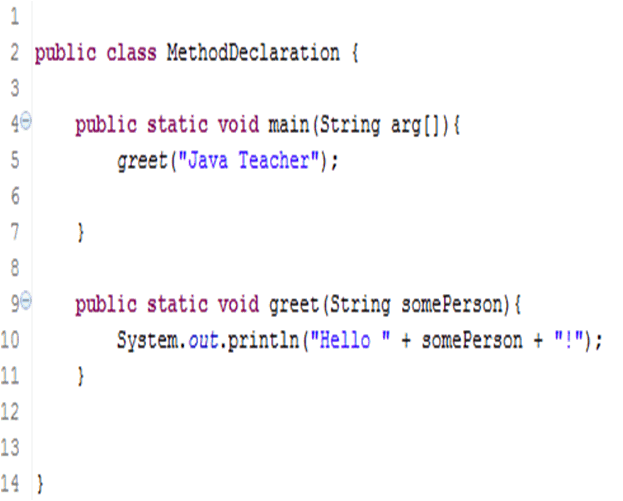 1
2 public class MethodDeclaration {
3
4 public static void main(String arg[]){
5 greet("Java Teacher");
6
7 }
8
9 public static void greet(String somePerson){
10 System.out.println("Hello " + somePerson + "!");
11 }
12
13
14 }